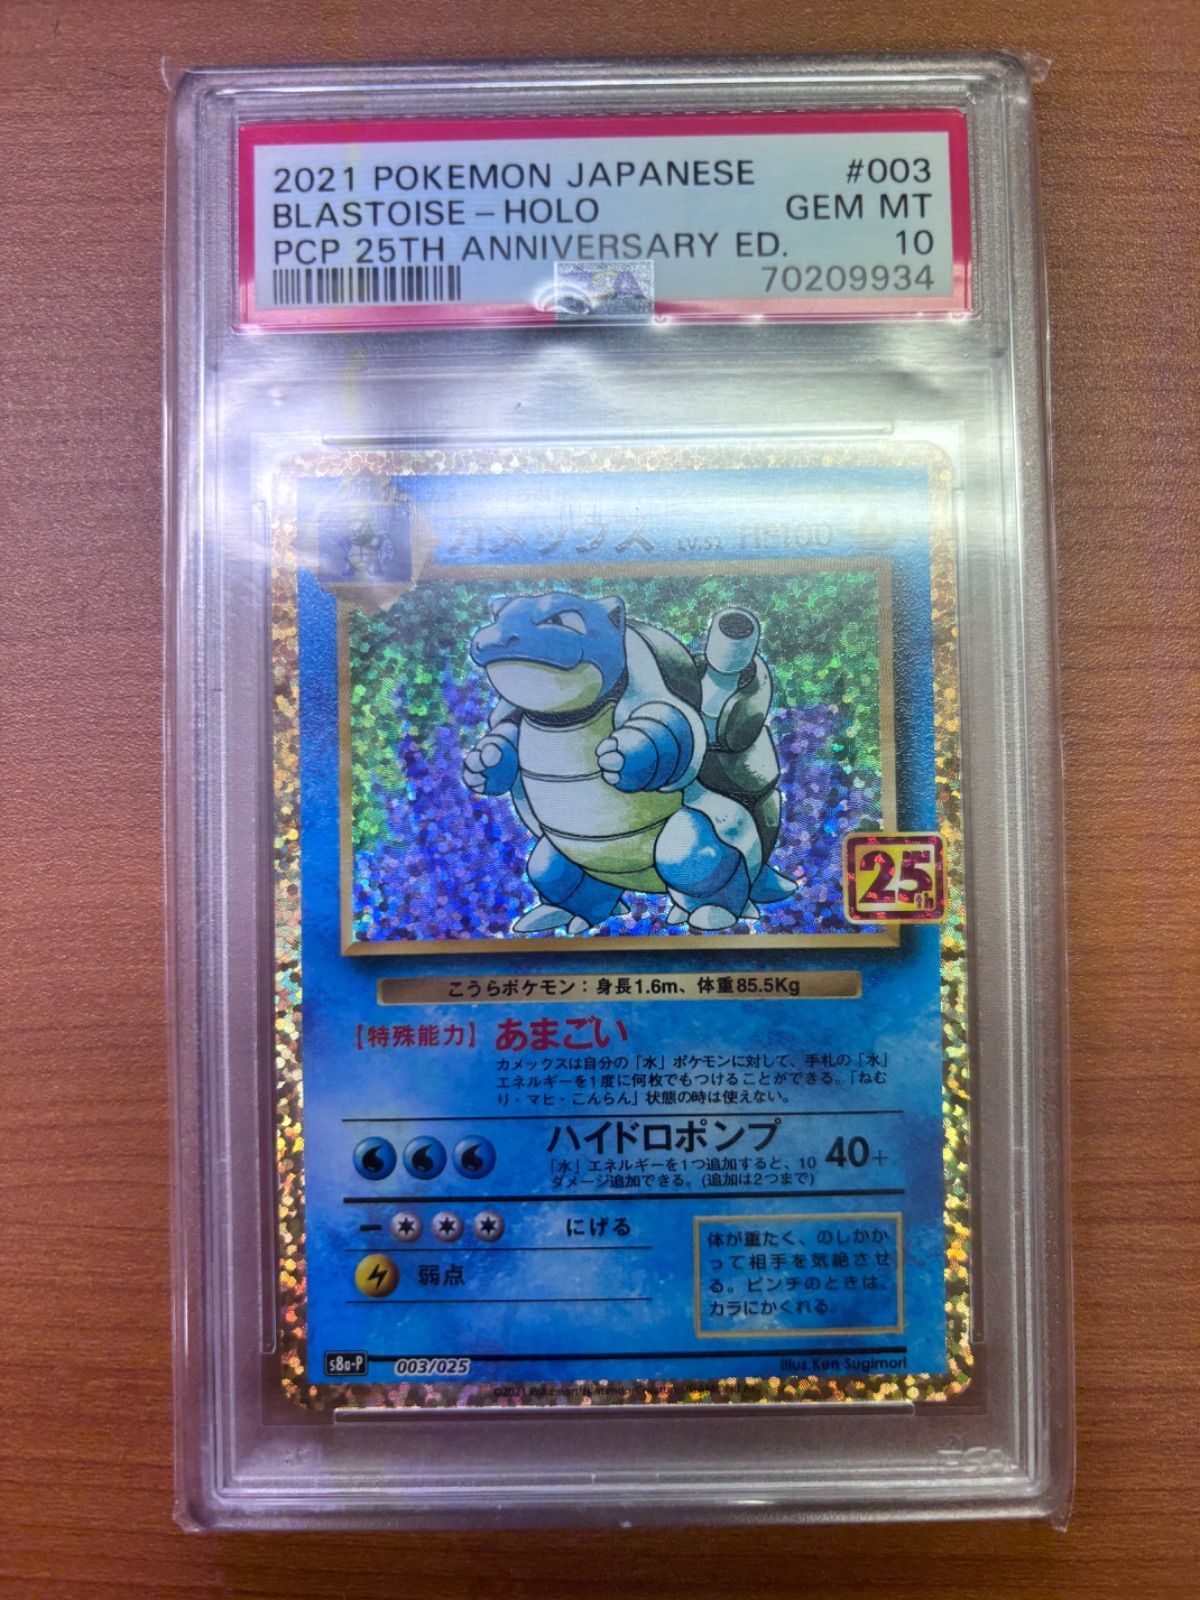 2021 POKEMON JAPANESE #003
BLASTOISE - HOLO GEM MT
PCP 25TH ANNIVERSARY ED. 10
70209934
カメックス LV.52 HP100
25th
こうらポケモン：身長1.6m、体重85.5Kg
【特殊能力】 あまごい
カメックスは自分の「水」ポケモンに対して、手札の「水」
エネルギーを1度に何枚でもつけることができる。「ねむ
り・マヒ・こんらん」状態の時は使えない。
ハイドロポンプ 40+
「水」エネルギーを1つ追加すると、10
ダメージ追加できる。(追加は2つまで)
にげる
弱点
体が重たく、のしかか
って相手を気絶させ
る。ピンチのときは、
カラにかくれる。
s8a-P 003/025
Illus.Ken Sugimori
©2021 Pokémon/Nintendo